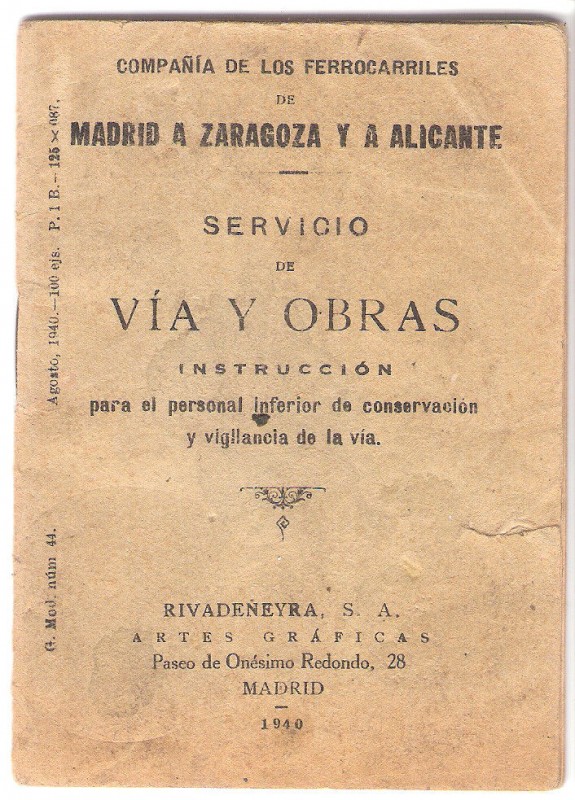 COMPAÑÍA DE LOS FERROCARRILES
DE
MADRID A ZARAGOZA Y A ALICANTE
SERVICIO
DE
VÍA Y OBRAS
INSTRUCCIÓN
para el personal inferior de conservación
y vigilancia de la vía.
RIVADENEYRA, S. A.
ARTES GRÁFICAS
Paseo de Onésimo Redondo, 28
MADRID
1940
G. Mod. núm 44.
Agosto, 1940.—100 ejs. P. 1 B.- 125 × 087.